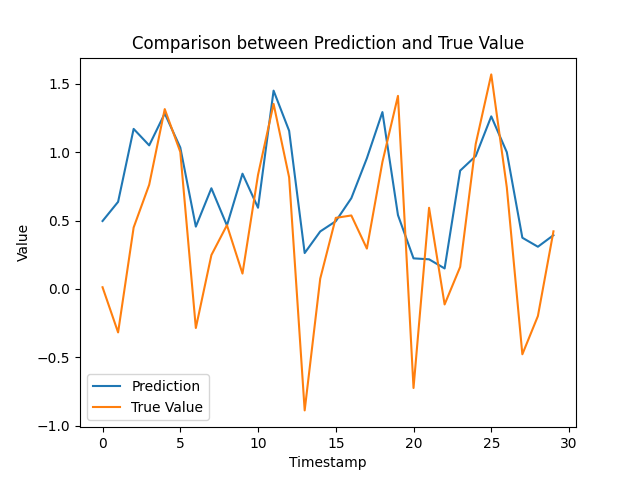 Comparison between Prediction and True Value
1.5
1.0
0.5
0.0
−0.5
−1.0
Value
Prediction
True Value
0 5 10 15 20 25 30
Timestamp